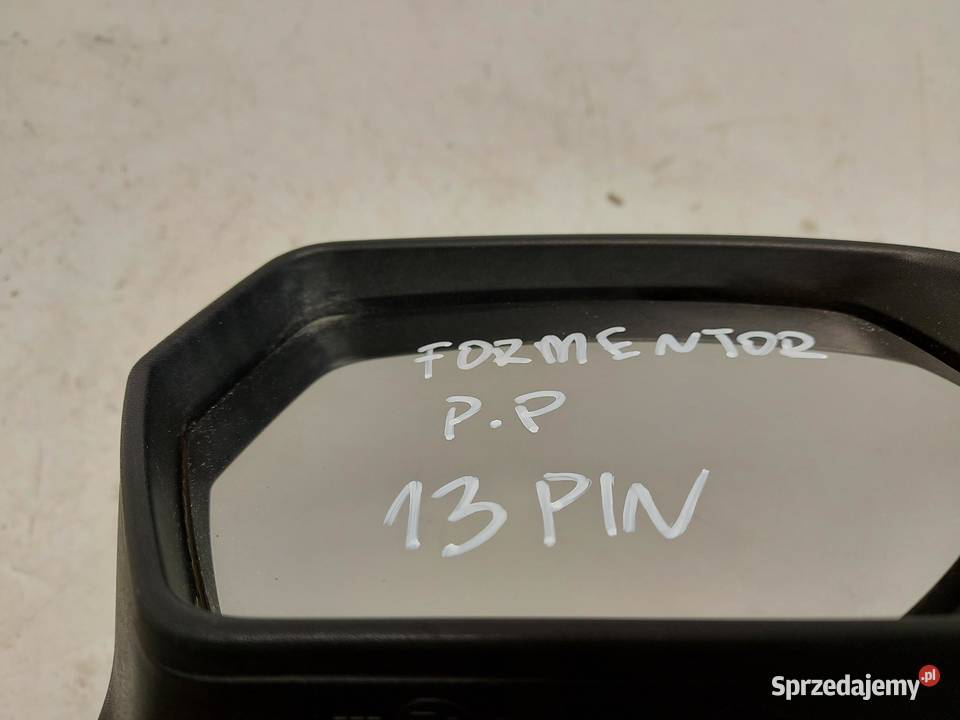 FORMENTOR
P.P
13 PIN
Sprzedajemy.pl